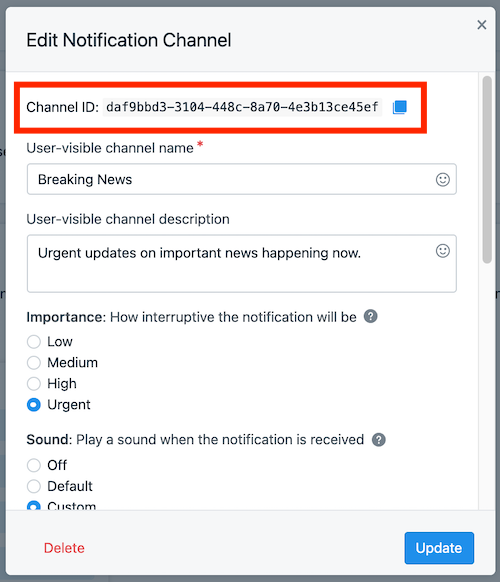 Edit Notification Channel
×
Channel ID: daf9bbd3-3104-448c-8a70-4e3b13ce45ef
User-visible channel name *
Breaking News
User-visible channel description
Urgent updates on important news happening now.
Importance: How interruptive the notification will be ?
Low
Medium
High
Urgent
Sound: Play a sound when the notification is received ?
Off
Default
Custom
Delete
Update